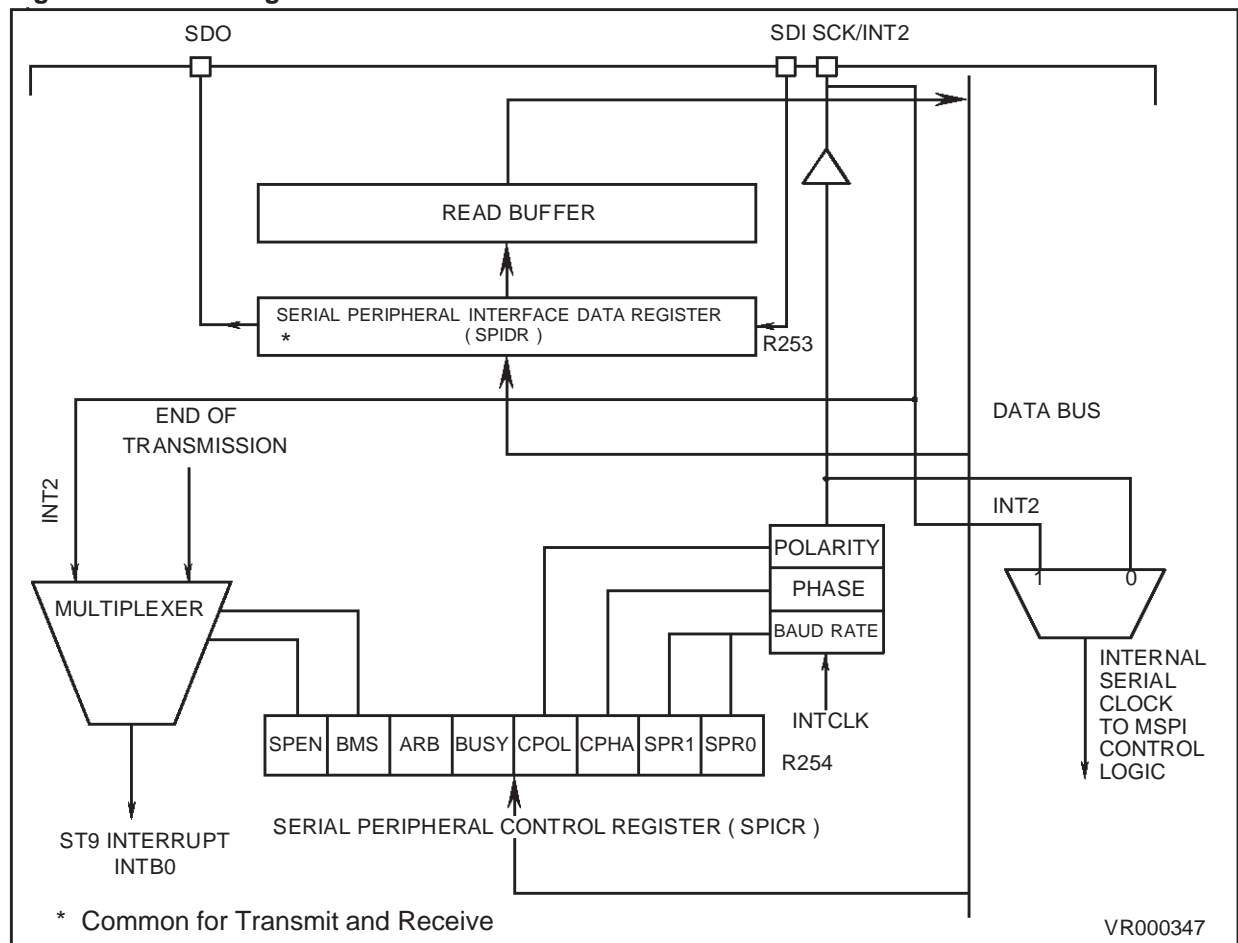 SDO
SDI SCK/INT2
READ BUFFER
SERIAL PERIPHERAL INTERFACE DATA REGISTER
* ( SPIDR )
R253
END OF
TRANSMISSION
DATA BUS
INT2
INT2
POLARITY
PHASE
BAUD RATE
1 0
MULTIPLEXER
INTERNAL
SERIAL
CLOCK
TO MSPI
CONTROL
LOGIC
INTCLK
SPEN BMS ARB BUSY CPOL CPHA SPR1 SPR0
R254
SERIAL PERIPHERAL CONTROL REGISTER ( SPICR )
ST9 INTERRUPT
INTB0
* Common for Transmit and Receive
VR000347